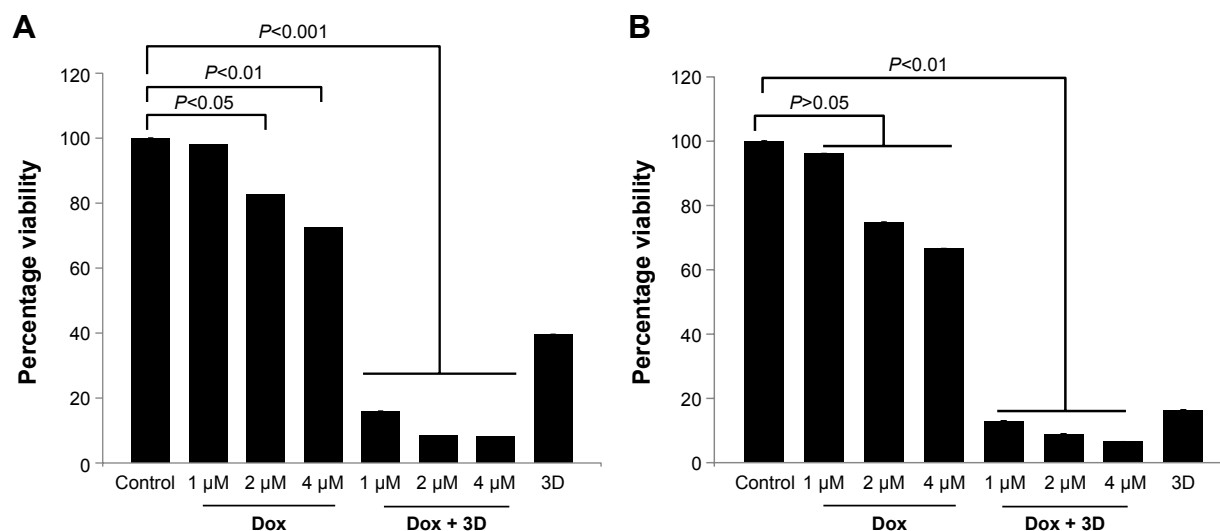 A
P<0.001
P<0.01
P<0.05
Percentage viability
120
100
80
60
40
20
0
Control 1 µM 2 µM 4 µM 1 µM 2 µM 4 µM 3D
Dox Dox + 3D
B
P<0.01
P>0.05
Percentage viability
120
100
80
60
40
20
0
Control 1 µM 2 µM 4 µM 1 µM 2 µM 4 µM 3D
Dox Dox + 3D